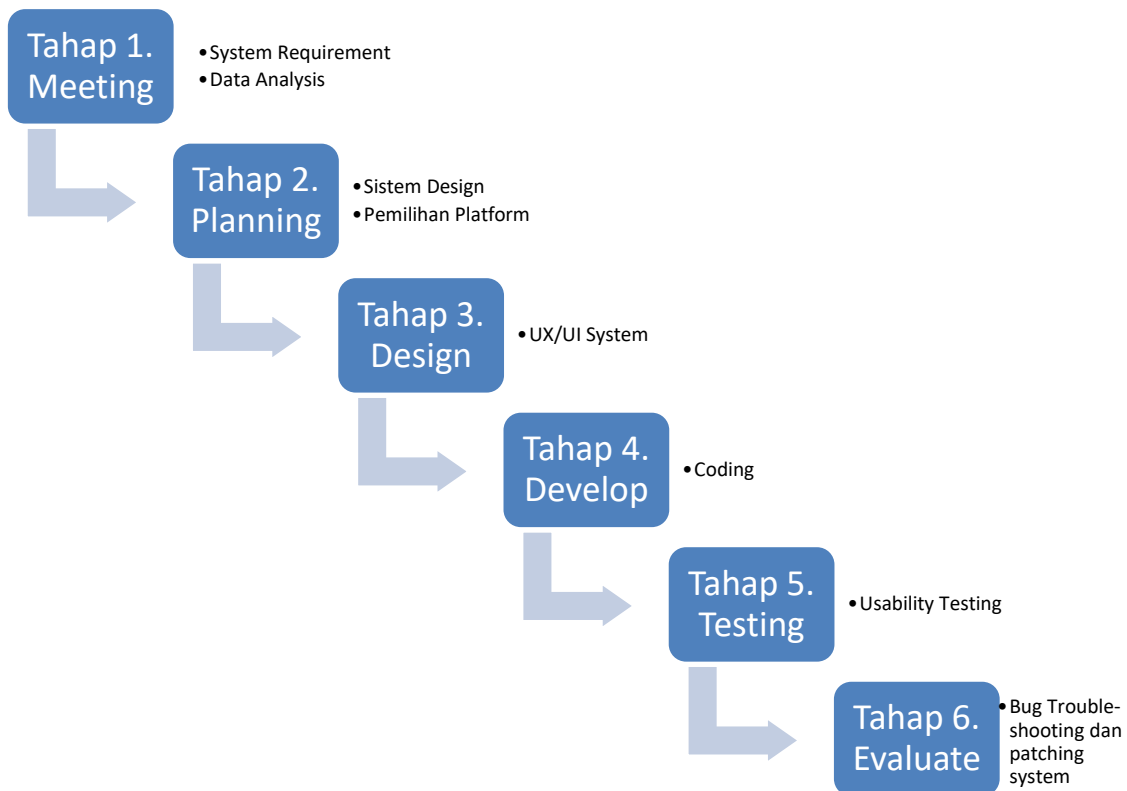 Tahap 1.
Meeting
•System Requirement
•Data Analysis
Tahap 2.
Planning
•Sistem Design
•Pemilihan Platform
Tahap 3.
Design
•UX/UI System
Tahap 4.
Develop
•Coding
Tahap 5.
Testing
•Usability Testing
Tahap 6.
Evaluate
•Bug Trouble-
shooting dan
patching
system